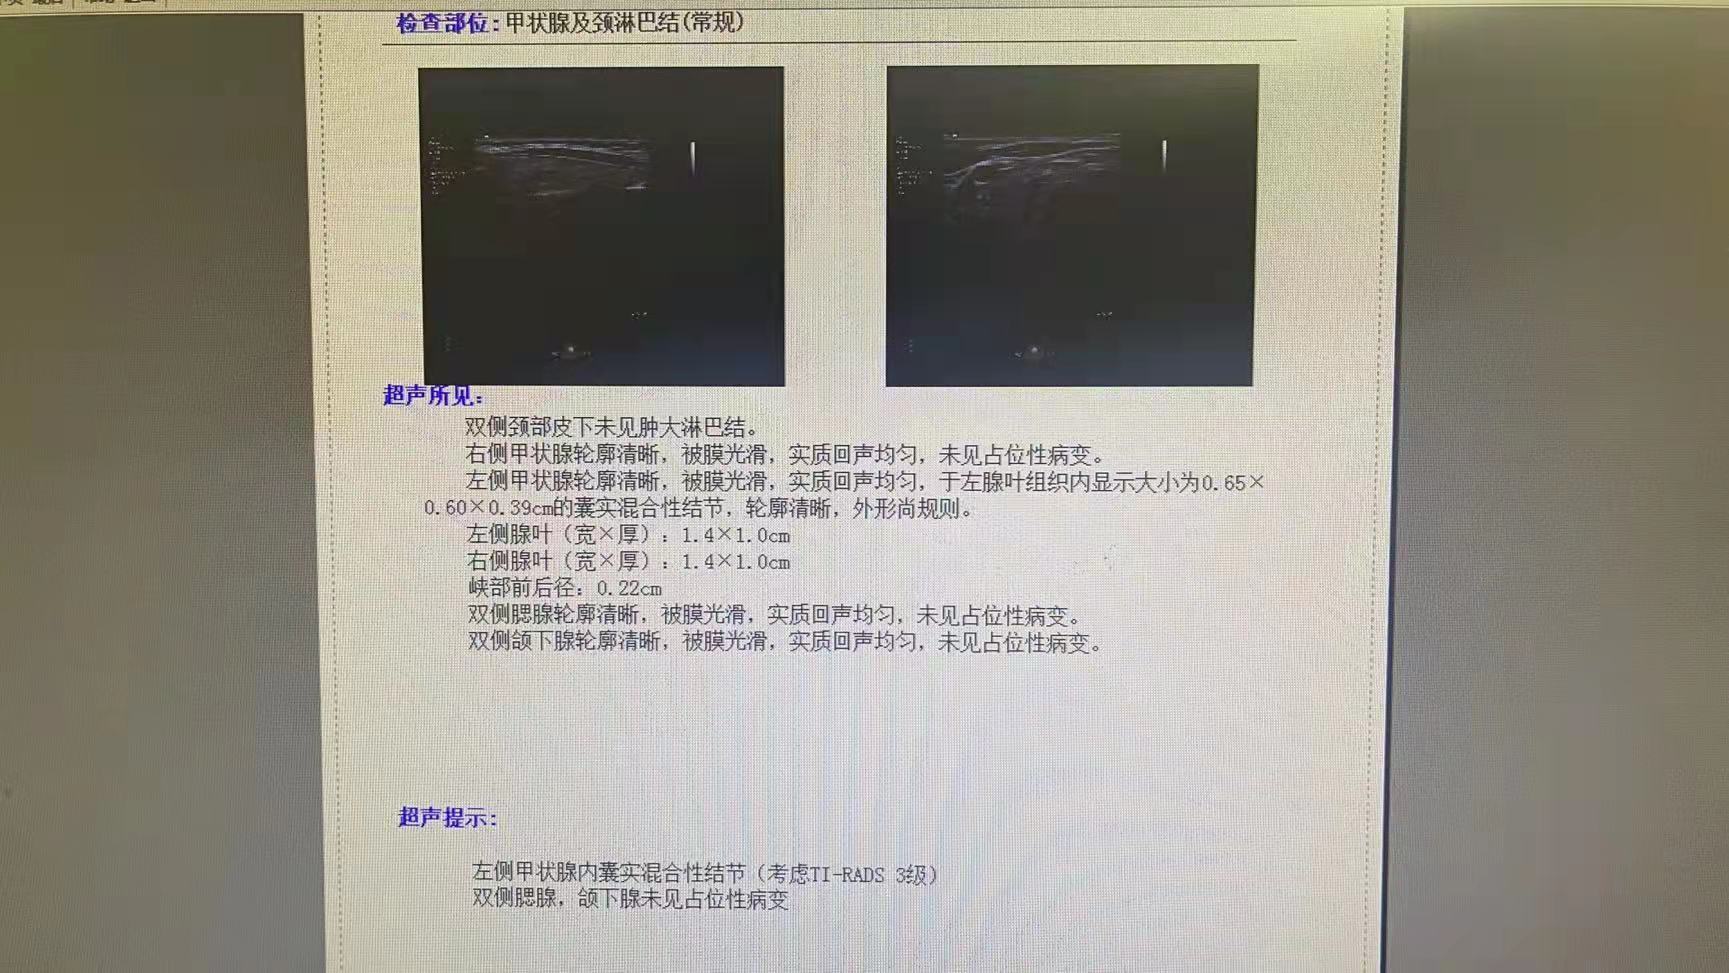 检查部位:甲状腺及颈淋巴结(常规)
超声所见:
双侧颈部皮下未见肿大淋巴结。
右侧甲状腺轮廓清晰，被膜光滑，实质回声均匀，未见占位性病变。
左侧甲状腺轮廓清晰，被膜光滑，实质回声均匀，于左腺叶组织内显示大小为0.65×
0.60×0.39cm的囊实混合性结节，轮廓清晰，外形尚规则。
左侧腺叶（宽×厚）：1.4×1.0cm
右侧腺叶（宽×厚）：1.4×1.0cm
峡部前后径：0.22cm
双侧腮腺轮廓清晰，被膜光滑，实质回声均匀，未见占位性病变。
双侧颌下腺轮廓清晰，被膜光滑，实质回声均匀，未见占位性病变。
超声提示:
左侧甲状腺内囊实混合性结节（考虑TI-RADS 3级）
双侧腮腺，颌下腺未见占位性病变